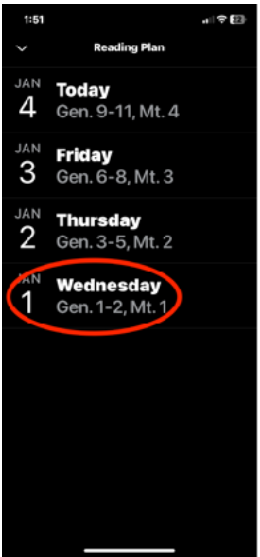 1:51
Reading Plan
JAN
4
Today
Gen. 9-11, Mt. 4
JAN
3
Friday
Gen. 6-8, Mt. 3
JAN
2
Thursday
Gen. 3-5, Mt. 2
JAN
1
Wednesday
Gen. 1-2, Mt. 1